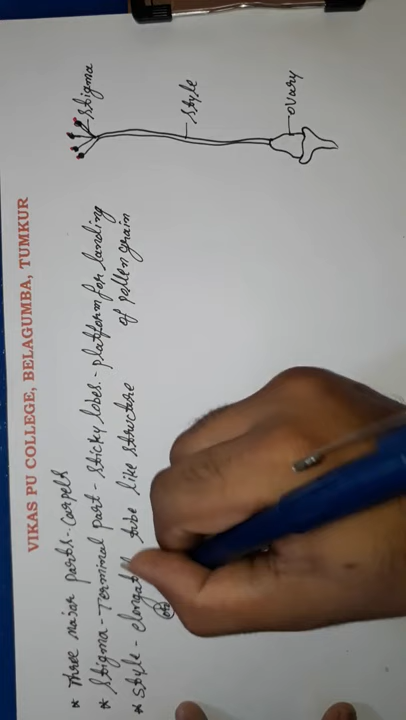 VIKAS PU COLLEGE, BELAGUMBA, TUMKUR
* Three major parts - Carpels
* Stigma - Terminal part - sticky lobes. - platform for landing
of pollen grain
* Style - elongat tube like structure
Stigma
Style
ovary